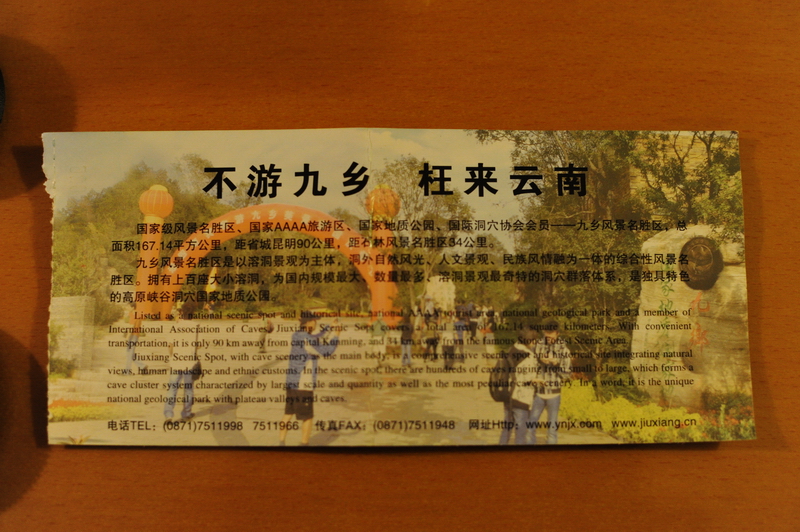 不游九乡 枉来云南
国家级风景名胜区、国家AAAA旅游区、国家地质公园、国际洞穴协会会员——九乡风景名胜区，总
面积167.14平方公里，距省城昆明90公里，距石林风景名胜区34公里。
九乡风景名胜区是以溶洞景观为主体，洞外自然风光、人文景观、民族风情融为一体的综合性风景名
胜区。拥有上百座大小溶洞，为国内规模最大、数量最多、溶洞景观最奇特的洞穴群落体系，是独具特色
的高原峡谷洞穴国家地质公园。
Listed as a national scenic spot and historical site, national AAAA tourist area, national geological park and a member of
International Association of Caves, Jiuxiang Scenic Spot covers a total area 167.14 square kilometers. With convenient
transportation, it is only 90 km away from Kunming, and 34 km from the famous Stone Forest Scenic Area.
Jiuxiang Scenic Spot, with cave scenery as the main body, is a comprehensive scenic spot and historical site integrating natural
views, human landscape and ethnic customs. In the scenic spot, there are hundreds of caves ranging from small to large, which forms a
cave cluster system characterized by large scale and quantity as well as the most peculiar cave scenery. In a word, it is the unique
national geological park with plateau valleys and caves.
电话TEL：(0871)7511998 7511966 传真FAX：(0871)7511948 网址Http：www.ynjx.com www.jiuxiang.cn